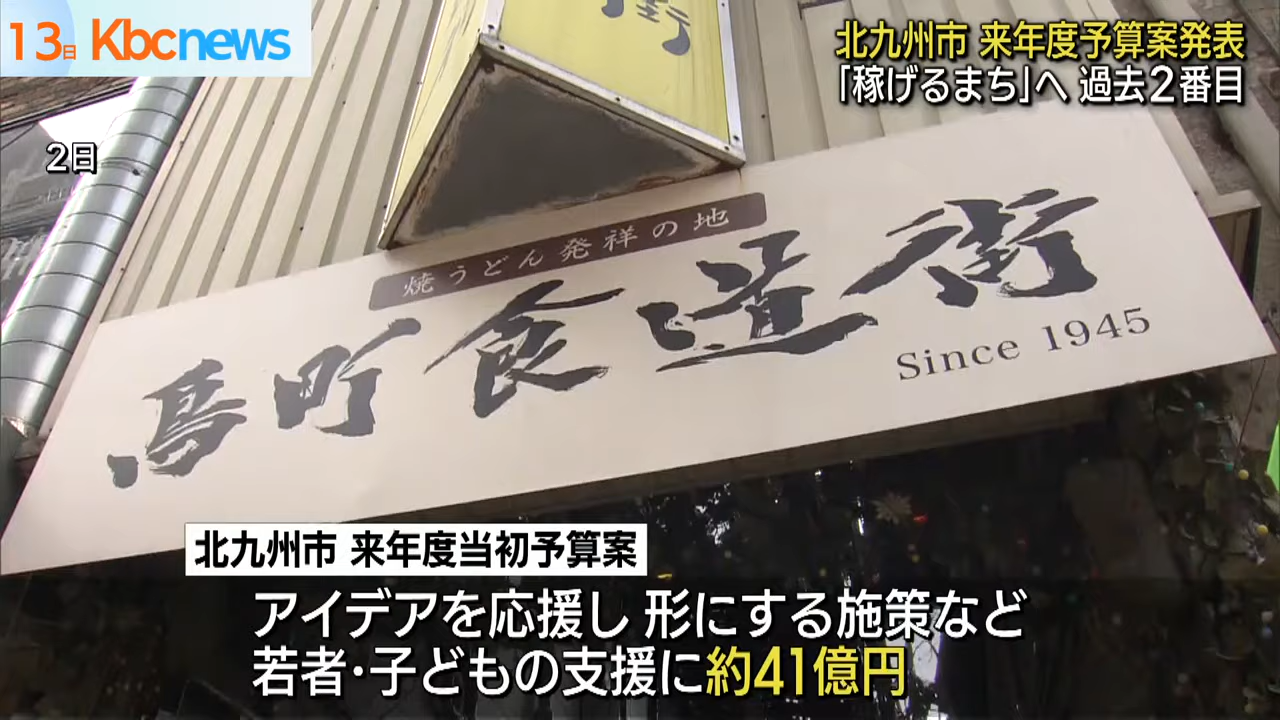 13日 Kbcnews
北九州市 来年度予算案発表
「稼げるまち」へ 過去2番目
2日
街
焼うどん発祥の地
鳥町食道街
Since 1945
北九州市 来年度当初予算案
アイデアを応援し 形にする施策など
若者・子どもの支援に約41億円